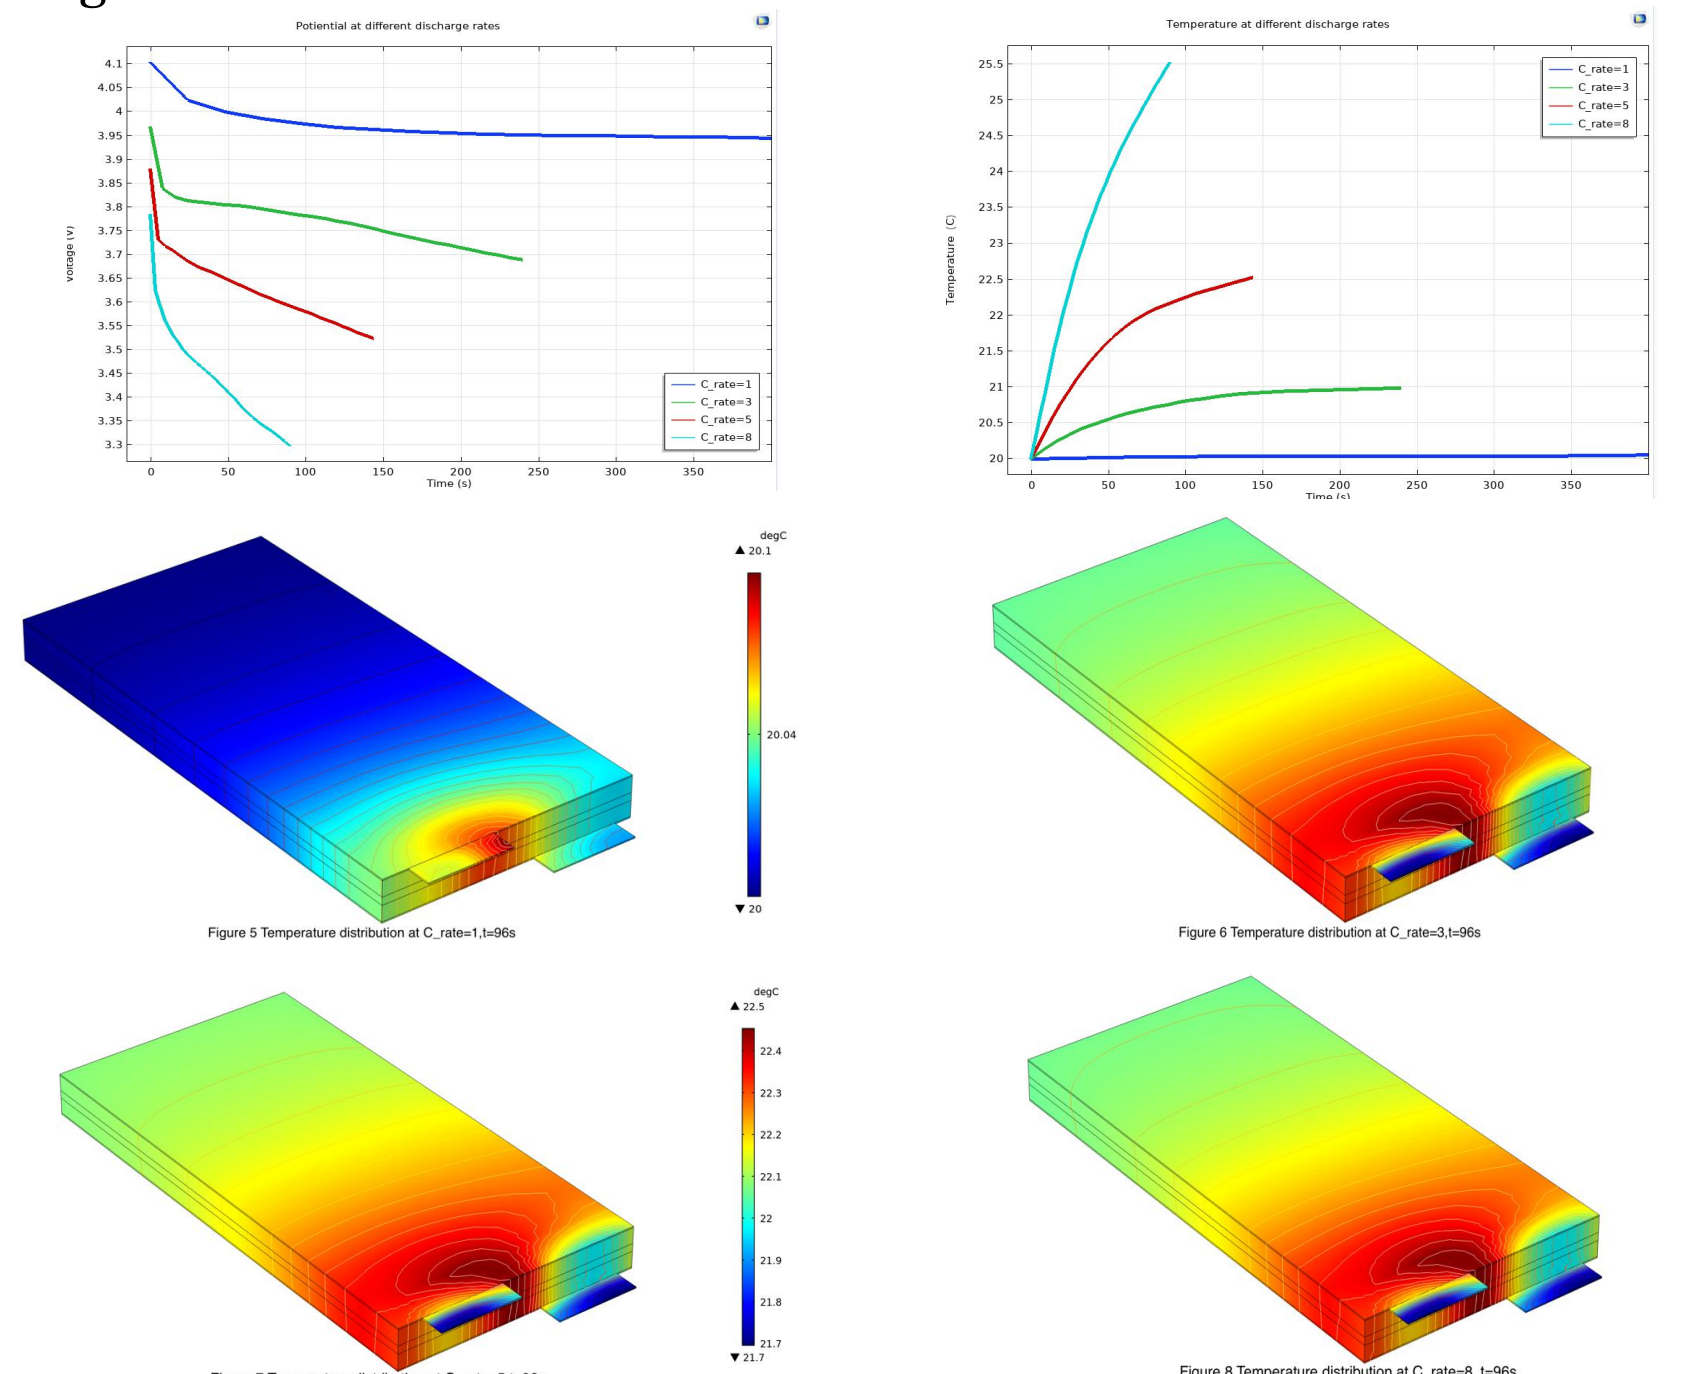 Potiential at different discharge rates
4.1
4.05
4
3.95
3.9
3.85
3.8
3.75
3.7
3.65
3.6
3.55
3.5
3.45
3.4
3.35
3.3
voltage (v)
0 50 100 150 200 250 300 350
Time (s)
C_rate=1
C_rate=3
C_rate=5
C_rate=8
Temperature at different discharge rates
25.5
25
24.5
24
23.5
23
22.5
22
21.5
21
20.5
20
Temperature (C)
0 50 100 150 200 250 300 350
Time (s)
C_rate=1
C_rate=3
C_rate=5
C_rate=8
degC
▲ 20.1
20.04
▼ 20
Figure 5 Temperature distribution at C_rate=1,t=96s
Figure 6 Temperature distribution at C_rate=3,t=96s
degC
▲ 22.5
22.4
22.3
22.2
22.1
22
21.9
21.8
21.7
▼ 21.7
Figure 8 Temperature distribution at C_rate=8, t=96s